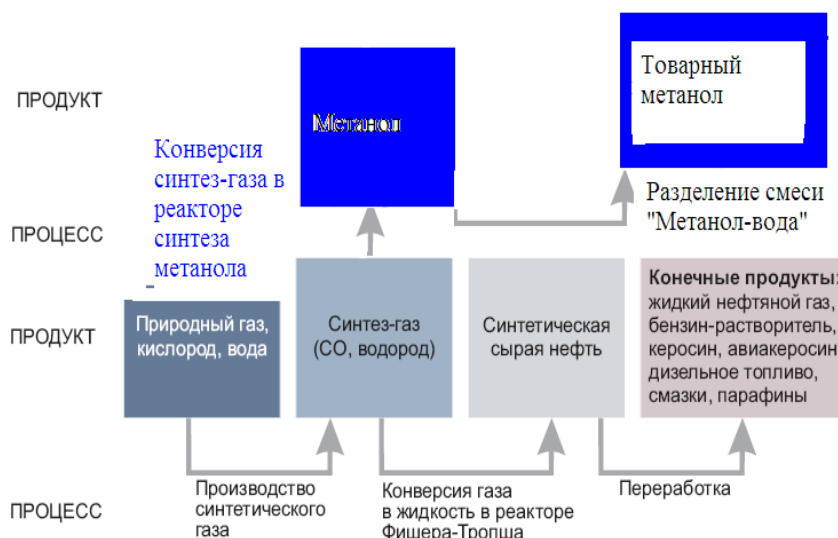 ПРОДУКТ
Метанол
Товарный
метанол
Конверсия
синтез-газа в
реакторе
синтеза
метанола
ПРОЦЕСС
Разделение смеси
"Метанол-вода"
ПРОДУКТ
Природный газ,
кислород, вода
Синтез-газ
(СО, водород)
Синтетическая
сырая нефть
Конечные продукты:
жидкий нефтяной газ,
бензин-растворитель,
керосин, авиакеросин
дизельное топливо,
смазки, парафины
ПРОЦЕСС
Производство
синтетического
газа
Конверсия газа
в жидкость в реакторе
Фишера-Тропша
Переработка